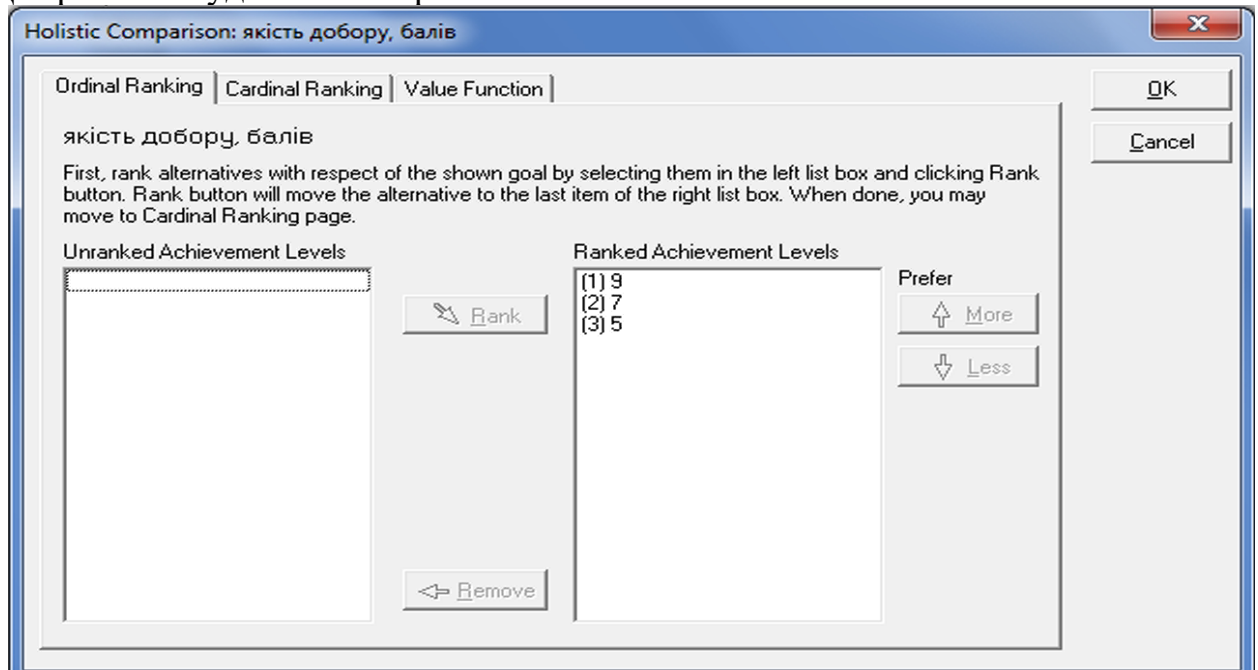 Holistic Comparison: якість добору, балів
Ordinal Ranking
Cardinal Ranking
Value Function
OK
Cancel
якість добору, балів
First, rank alternatives with respect of the shown goal by selecting them in the left list box and clicking Rank
button. Rank button will move the alternative to the last item of the right list box. When done, you may
move to Cardinal Ranking page.
Unranked Achievement Levels
Ranked Achievement Levels
(1) 9
(2) 7
(3) 5
Rank
Prefer
More
Less
Remove